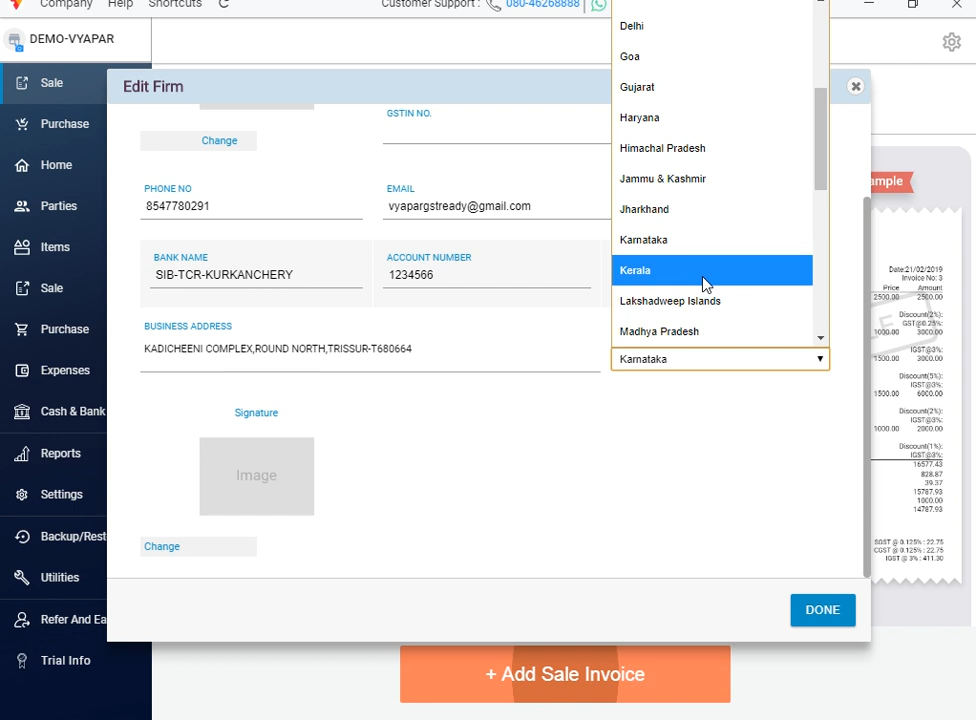 Company Help Shortcuts Customer Support : 080-46268888
DEMO-VYAPAR
Sale
Purchase
Home
Parties
Items
Sale
Purchase
Expenses
Cash & Bank
Reports
Settings
Backup/Rest
Utilities
Refer And Ea
Trial Info
Edit Firm
Change
GSTIN NO.
PHONE NO
8547780291
EMAIL
vyapargstready@gmail.com
BANK NAME
SIB-TCR-KURKANCHERY
ACCOUNT NUMBER
1234566
BUSINESS ADDRESS
KADICHEENI COMPLEX,ROUND NORTH,TRISSUR-T680664
Signature
Image
Change
Delhi
Goa
Gujarat
Haryana
Himachal Pradesh
Jammu & Kashmir
Jharkhand
Karnataka
Kerala
Lakshadweep Islands
Madhya Pradesh
Karnataka
DONE
+ Add Sale Invoice
ample
Date:21/02/2019
Invoice No: 3
Price Amount
2500.00 2500.00
Discount(2%):
GST@0.25%:
1000.00 3000.00
IGST@3%:
1500.00 3600.00
Discount(5%):
IGST@3%:
1500.00 6000.00
Discount(2%):
IGST@3%:
1000.00 2000.00
Discount(1%):
IGST@3%:
16577.43
828.87
39.37
15787.93
1000.00
14787.93
SGST @ 0.125% : 22.75
CGST @ 0.125% : 22.75
IGST @ 3% : 411.30